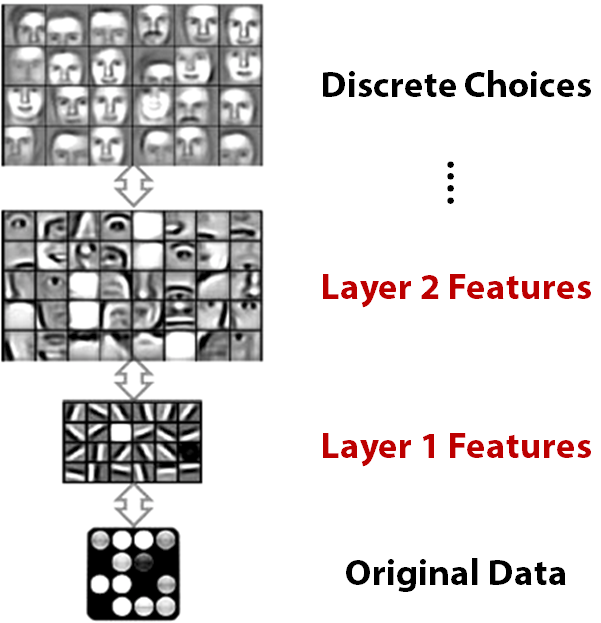 Discrete Choices
Layer 2 Features
Layer 1 Features
Original Data